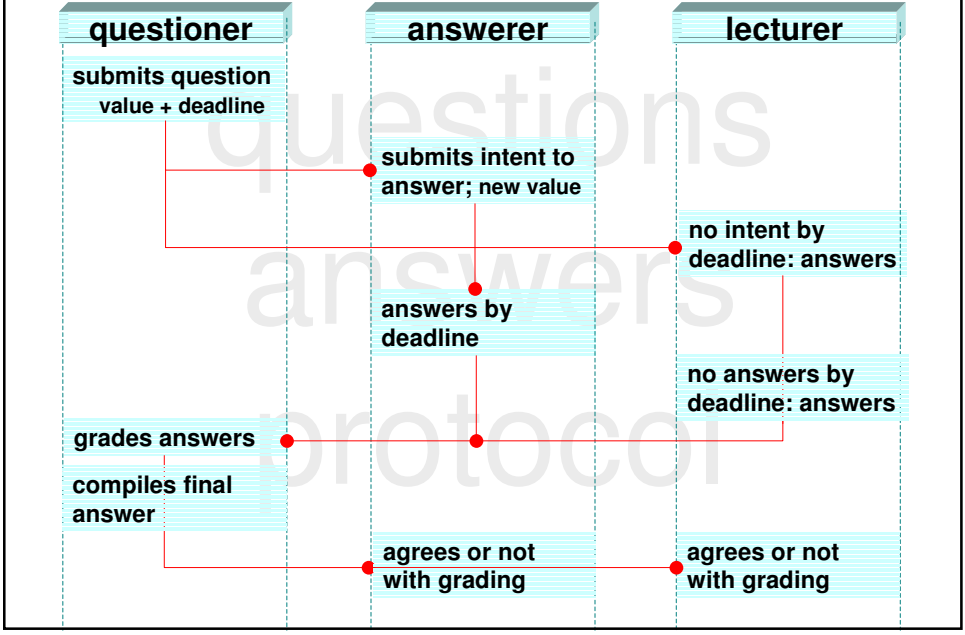 questioner
answerer
lecturer
submits question
value + deadline
questions
submits intent to
answer; new value
no intent by
deadline: answers
answers
answers by
deadline
no answers by
deadline: answers
protocol
grades answers
compiles final
answer
agrees or not
with grading
agrees or not
with grading